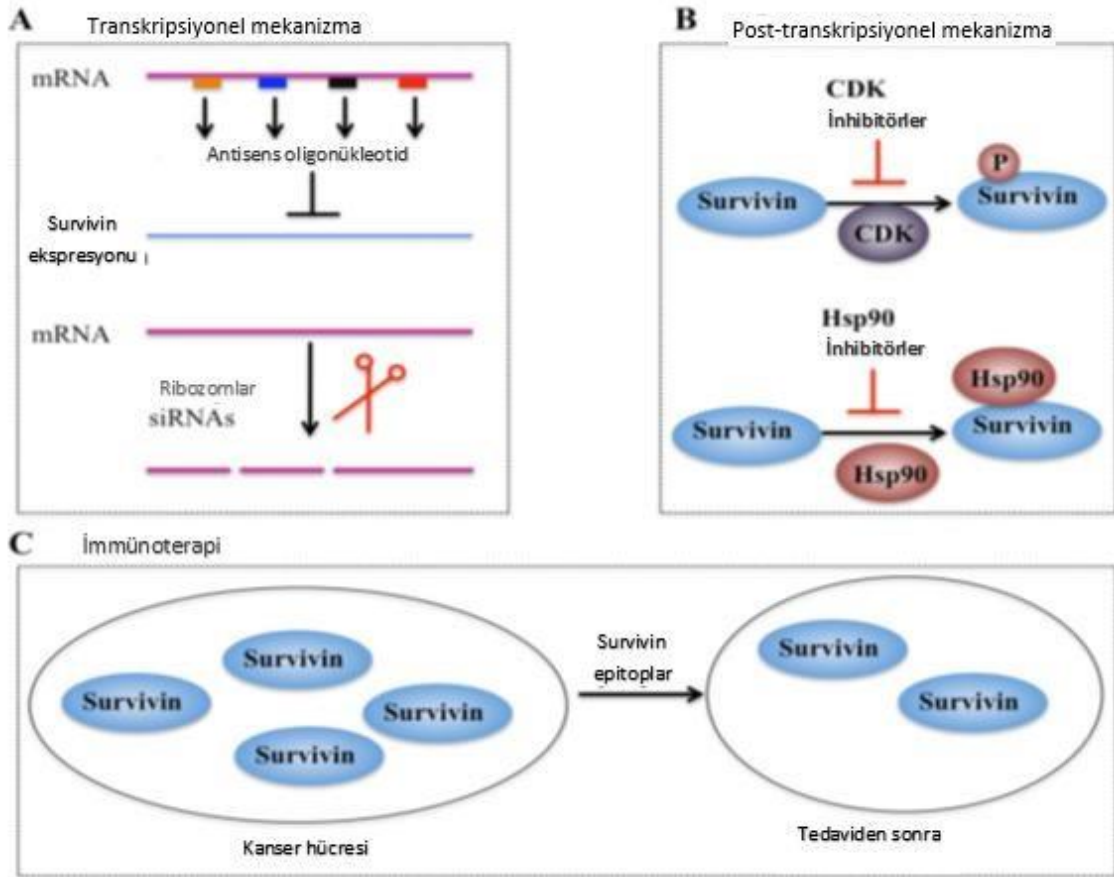 A
Transkripsiyonel mekanizma
mRNA
Antisens oligonükleotid
Survivin
ekspresyonu
mRNA
Ribozomlar
siRNAs
B
Post-transkripsiyonel mekanizma
CDK
İnhibitörler
Survivin
CDK
P
Survivin
Hsp90
İnhibitörler
Survivin
Hsp90
Hsp90
Survivin
C
İmmünoterapi
Survivin
Survivin
Survivin
Survivin
Kanser hücresi
Survivin
epitoplar
Survivin
Survivin
Tedaviden sonra